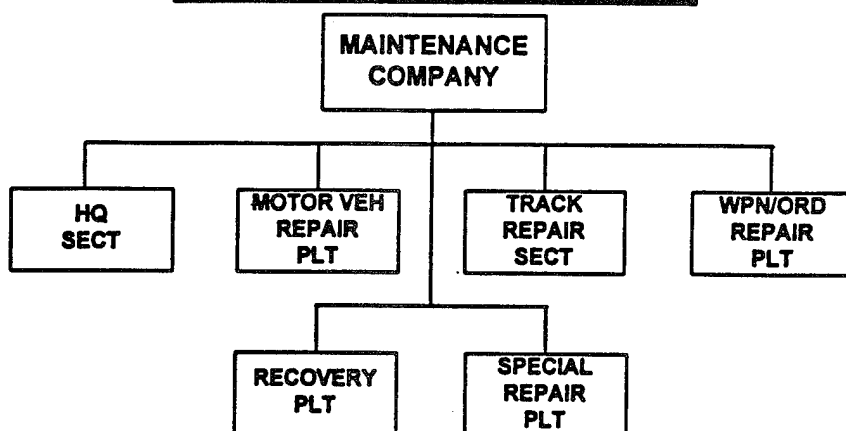 MAINTENANCE
COMPANY
HQ
SECT
MOTOR VEH
REPAIR
PLT
TRACK
REPAIR
SECT
WPN/ORD
REPAIR
PLT
RECOVERY
PLT
SPECIAL
REPAIR
PLT